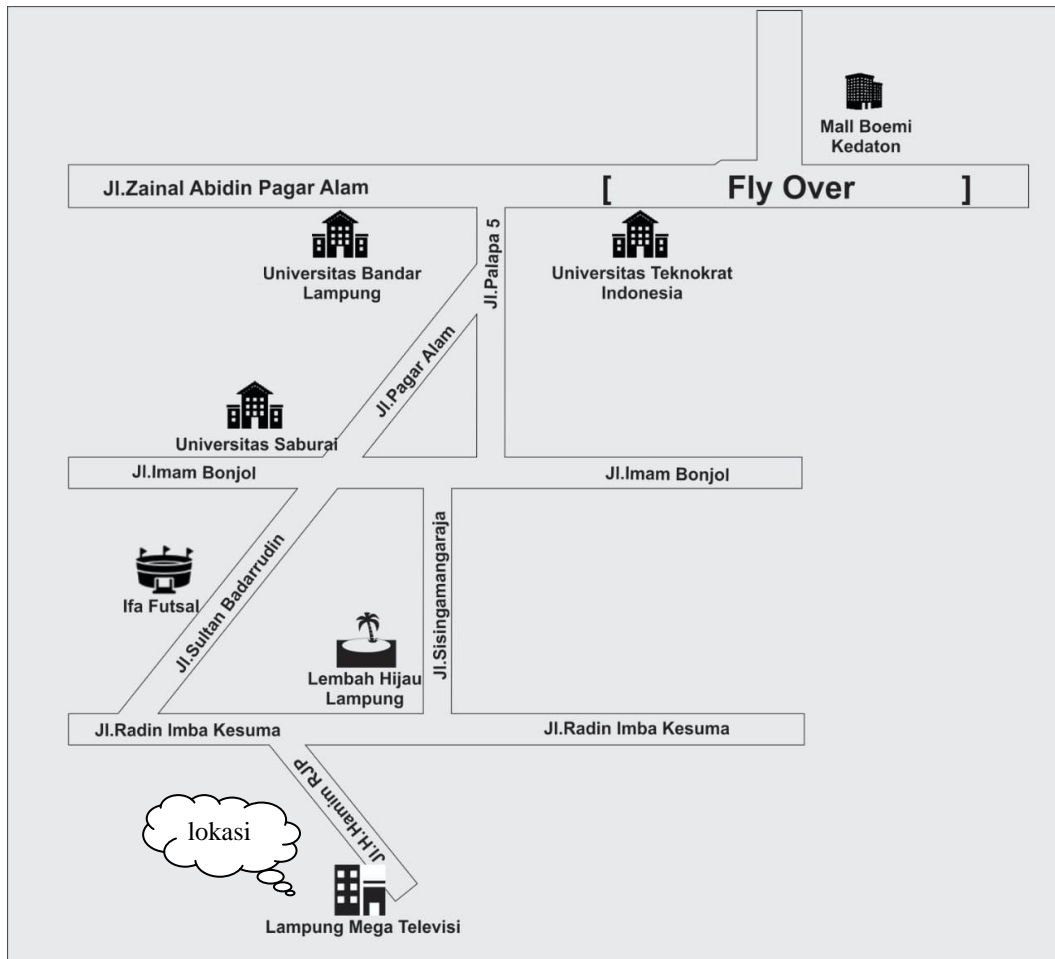 Mall Boemi
Kedaton
Jl.Zainal Abidin Pagar Alam
[ Fly Over ]
Jl.Palapa 5
Universitas Bandar
Lampung
Universitas Teknokrat
Indonesia
Jl.Pagar Alam
Universitas Saburai
Jl.Imam Bonjol
Jl.Imam Bonjol
Jl.Sisingamangaraja
Ifa Futsal
Jl.Sultan Badarrudin
Lembah Hijau
Lampung
Jl.Radin Imba Kesuma
Jl.Radin Imba Kesuma
Jl.H.Hamim RJP
lokasi
Lampung Mega Televisi